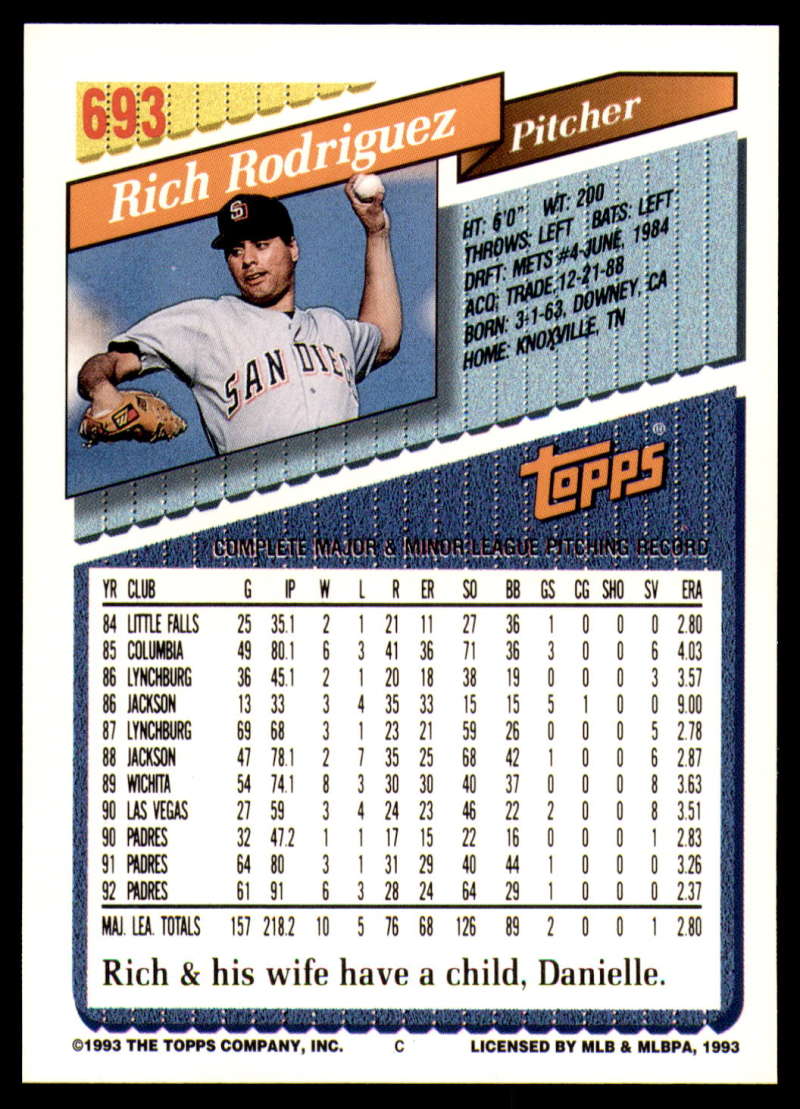 693
Rich Rodriguez
Pitcher
HT: 6'0" WT: 200
THROWS: LEFT BATS: LEFT
DRFT: METS #4-JUNE, 1984
ACQ: TRADE,12-21-88
BORN: 3-1-63, DOWNEY, CA
HOME: KNOXVILLE, TN
SD
SAN DIEG
Topps®
COMPLETE MAJOR & MINOR LEAGUE PITCHING RECORD
YR CLUB G IP W L R ER SO BB GS CG SHO SV ERA
84 LITTLE FALLS 25 35.1 2 1 21 11 27 36 1 0 0 0 2.80
85 COLUMBIA 49 80.1 6 3 41 36 71 36 3 0 0 6 4.03
86 LYNCHBURG 36 45.1 2 1 20 18 38 19 0 0 0 3 3.57
86 JACKSON 13 33 3 4 35 33 15 15 5 1 0 0 9.00
87 LYNCHBURG 69 68 3 1 23 21 59 26 0 0 0 5 2.78
88 JACKSON 47 78.1 2 7 35 25 68 42 1 0 0 6 2.87
89 WICHITA 54 74.1 8 3 30 30 40 37 0 0 0 8 3.63
90 LAS VEGAS 27 59 3 4 24 23 46 22 2 0 0 8 3.51
90 PADRES 32 47.2 1 1 17 15 22 16 0 0 0 1 2.83
91 PADRES 64 80 3 1 31 29 40 44 1 0 0 0 3.26
92 PADRES 61 91 6 3 28 24 64 29 1 0 0 0 2.37
MAJ. LEA. TOTALS 157 218.2 10 5 76 68 126 89 2 0 0 1 2.80
Rich & his wife have a child, Danielle.
©1993 THE TOPPS COMPANY, INC. C LICENSED BY MLB & MLBPA, 1993